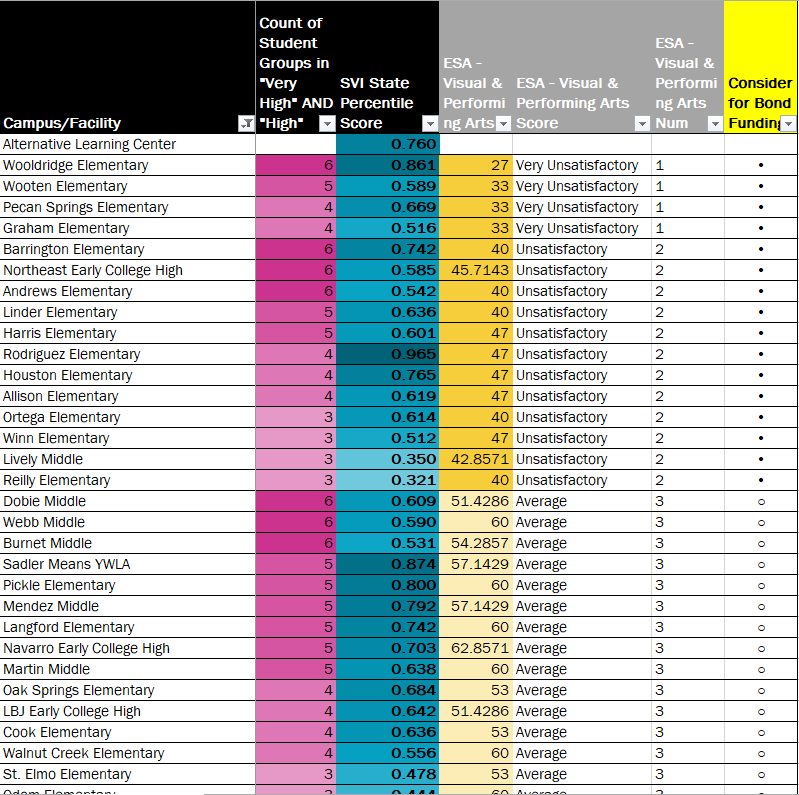 Campus/Facility Count of Student Groups in "Very High" AND "High" SVI State Percentile Score ESA - Visual & Performi ng Arts ESA - Visual & Performing Arts Score ESA - Visual & Performi ng Arts Num Consider for Bond Funding
Alternative Learning Center 0.760
Wooldridge Elementary 6 0.861 27 Very Unsatisfactory 1 •
Wooten Elementary 5 0.589 33 Very Unsatisfactory 1 •
Pecan Springs Elementary 4 0.669 33 Very Unsatisfactory 1 •
Graham Elementary 4 0.516 33 Very Unsatisfactory 1 •
Barrington Elementary 6 0.742 40 Unsatisfactory 2 •
Northeast Early College High 6 0.585 45.7143 Unsatisfactory 2 •
Andrews Elementary 6 0.542 40 Unsatisfactory 2 •
Linder Elementary 5 0.636 40 Unsatisfactory 2 •
Harris Elementary 5 0.601 47 Unsatisfactory 2 •
Rodriguez Elementary 4 0.965 47 Unsatisfactory 2 •
Houston Elementary 4 0.765 47 Unsatisfactory 2 •
Allison Elementary 4 0.619 47 Unsatisfactory 2 •
Ortega Elementary 3 0.614 40 Unsatisfactory 2 •
Winn Elementary 3 0.512 47 Unsatisfactory 2 •
Lively Middle 3 0.350 42.8571 Unsatisfactory 2 •
Reilly Elementary 3 0.321 40 Unsatisfactory 2 •
Dobie Middle 6 0.609 51.4286 Average 3 ○
Webb Middle 6 0.590 60 Average 3 ○
Burnet Middle 6 0.531 54.2857 Average 3 ○
Sadler Means YWLA 5 0.874 57.1429 Average 3 ○
Pickle Elementary 5 0.800 60 Average 3 ○
Mendez Middle 5 0.792 57.1429 Average 3 ○
Langford Elementary 5 0.742 60 Average 3 ○
Navarro Early College High 5 0.703 62.8571 Average 3 ○
Martin Middle 5 0.638 60 Average 3 ○
Oak Springs Elementary 4 0.684 53 Average 3 ○
LBJ Early College High 4 0.642 51.4286 Average 3 ○
Cook Elementary 4 0.636 53 Average 3 ○
Walnut Creek Elementary 4 0.556 60 Average 3 ○
St. Elmo Elementary 3 0.478 53 Average 3 ○
Odom Elementary 3 0.444 60 Average 3 ○